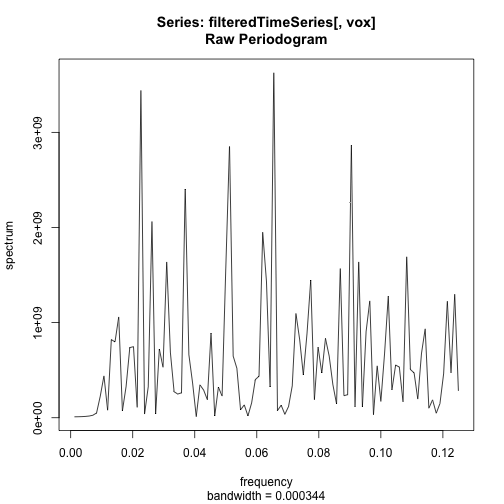 Series: filteredTimeSeries[, vox]
Raw Periodogram
spectrum
3e+09
2e+09
1e+09
0e+00
0.00 0.02 0.04 0.06 0.08 0.10 0.12
frequency
bandwidth = 0.000344